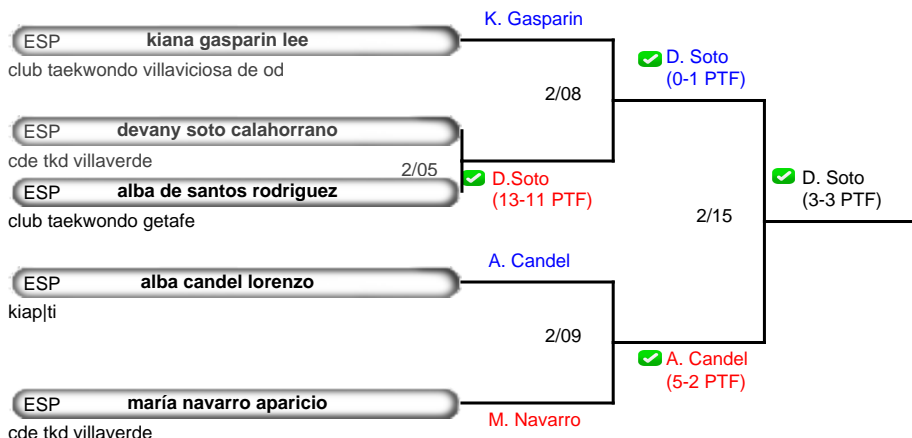 K. Gasparin
ESP kiana gasparin lee
club taekwondo villaviciosa de od
D. Soto
(0-1 PTF)
2/08
ESP devany soto calahorrano
cde tkd villaverde
2/05
D.Soto
(13-11 PTF)
ESP alba de santos rodriguez
club taekwondo getafe
D. Soto
(3-3 PTF)
2/15
A. Candel
ESP alba candel lorenzo
kiap|ti
2/09
A. Candel
(5-2 PTF)
ESP maría navarro aparicio
M. Navarro
cde tkd villaverde